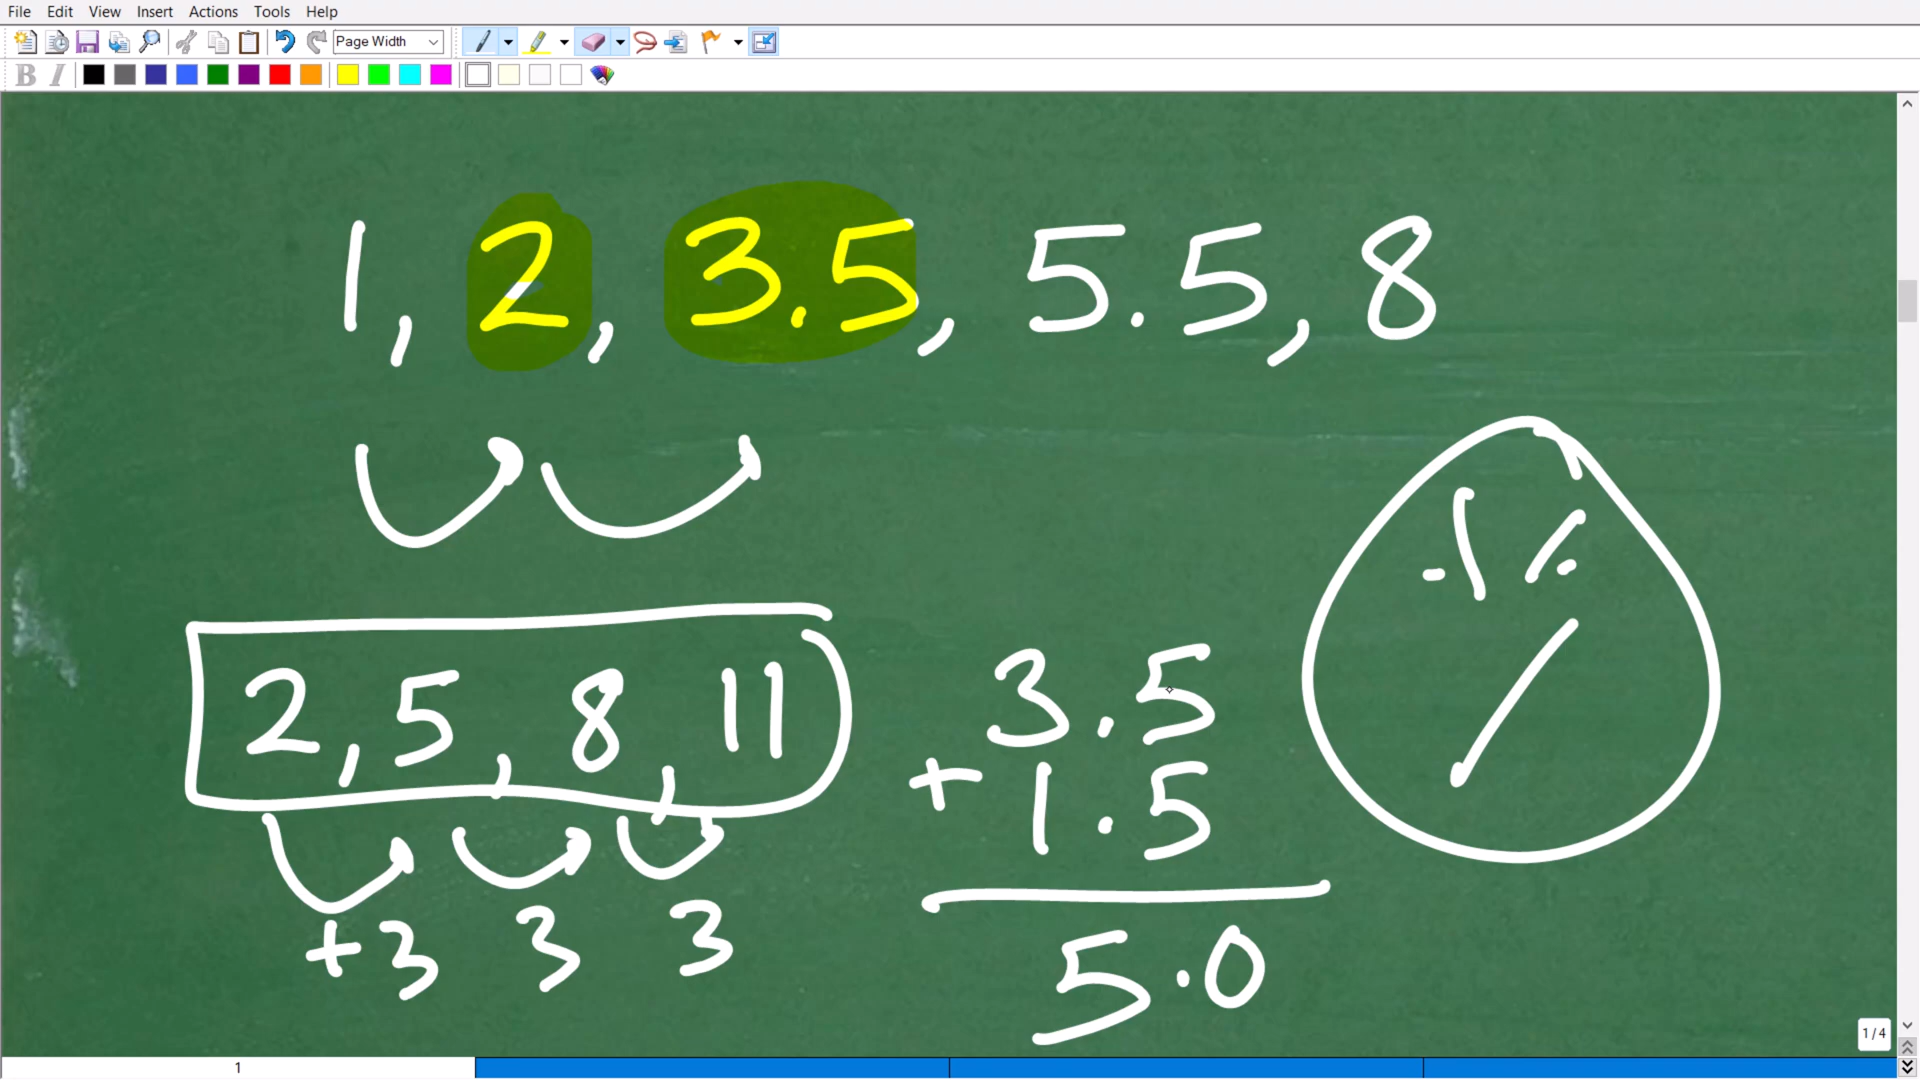 File Edit View Insert Actions Tools Help
Page Width
B I
1, 2, 3.5, 5.5, 8
2, 5, 8, 11
3.5
+ 1.5
5.0
+3 3 3
1/4
1